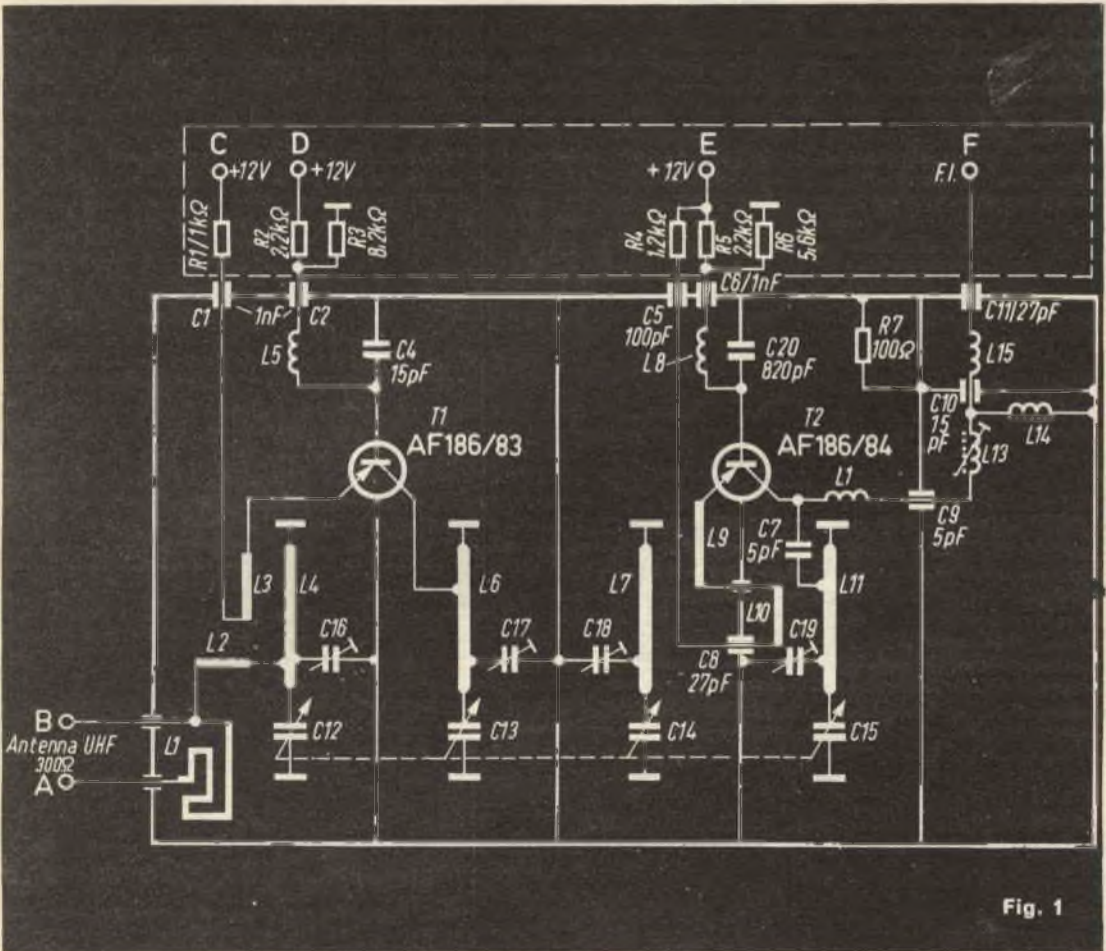 C D E F
+12V +12V +12V F.I.
R1/1kΩ R2 2,2kΩ R3 8,2kΩ R4 1,2kΩ R5 2,2kΩ R6 5,6kΩ
C1 1nF C2 C5 100pF C6/1nF C11/27pF
L5 C4 15pF L8 C20 820pF R7 100Ω L15
C10 15 pF
T1 T2 L14
AF186/83 AF186/84 L13
L1
L9 C7 5pF C9 5pF
L3 L4 L6 L7 L10 L11
L2 C16 C17 C18 C8 27pF C19
B C12 C13 C14 C15
Antenna UHF L1
300Ω
A
Fig. 1